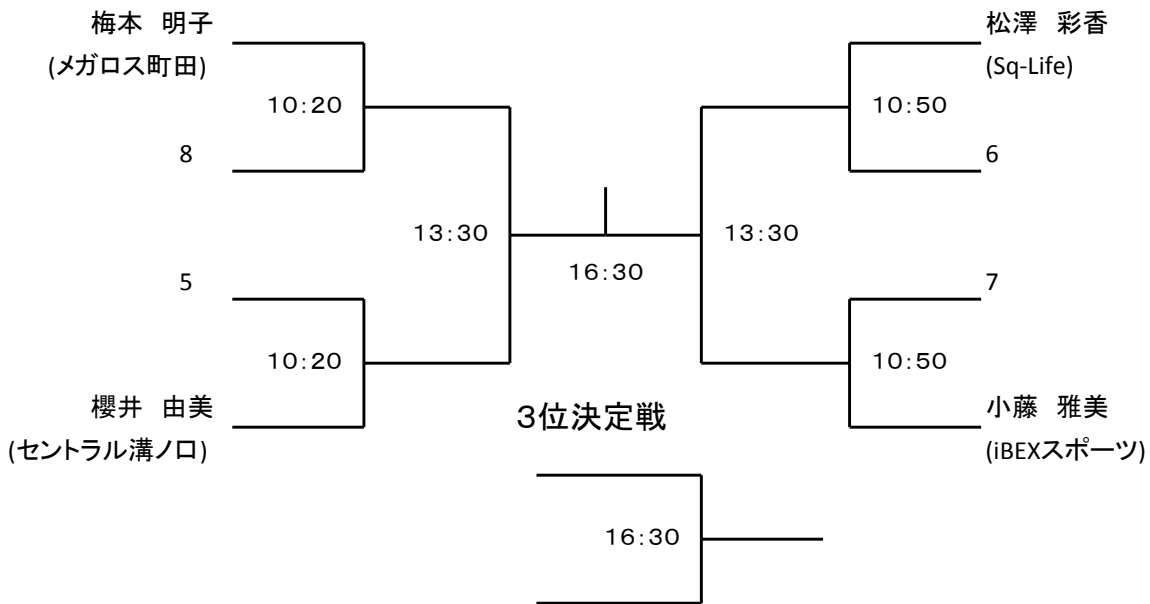 梅本　明子
(メガロス町田)
10:20
8
13:30
5
10:20
櫻井　由美
(セントラル溝ノ口)
16:30
松澤　彩香
(Sq-Life)
10:50
6
13:30
7
10:50
小藤　雅美
(iBEXスポーツ)
3位決定戦
16:30